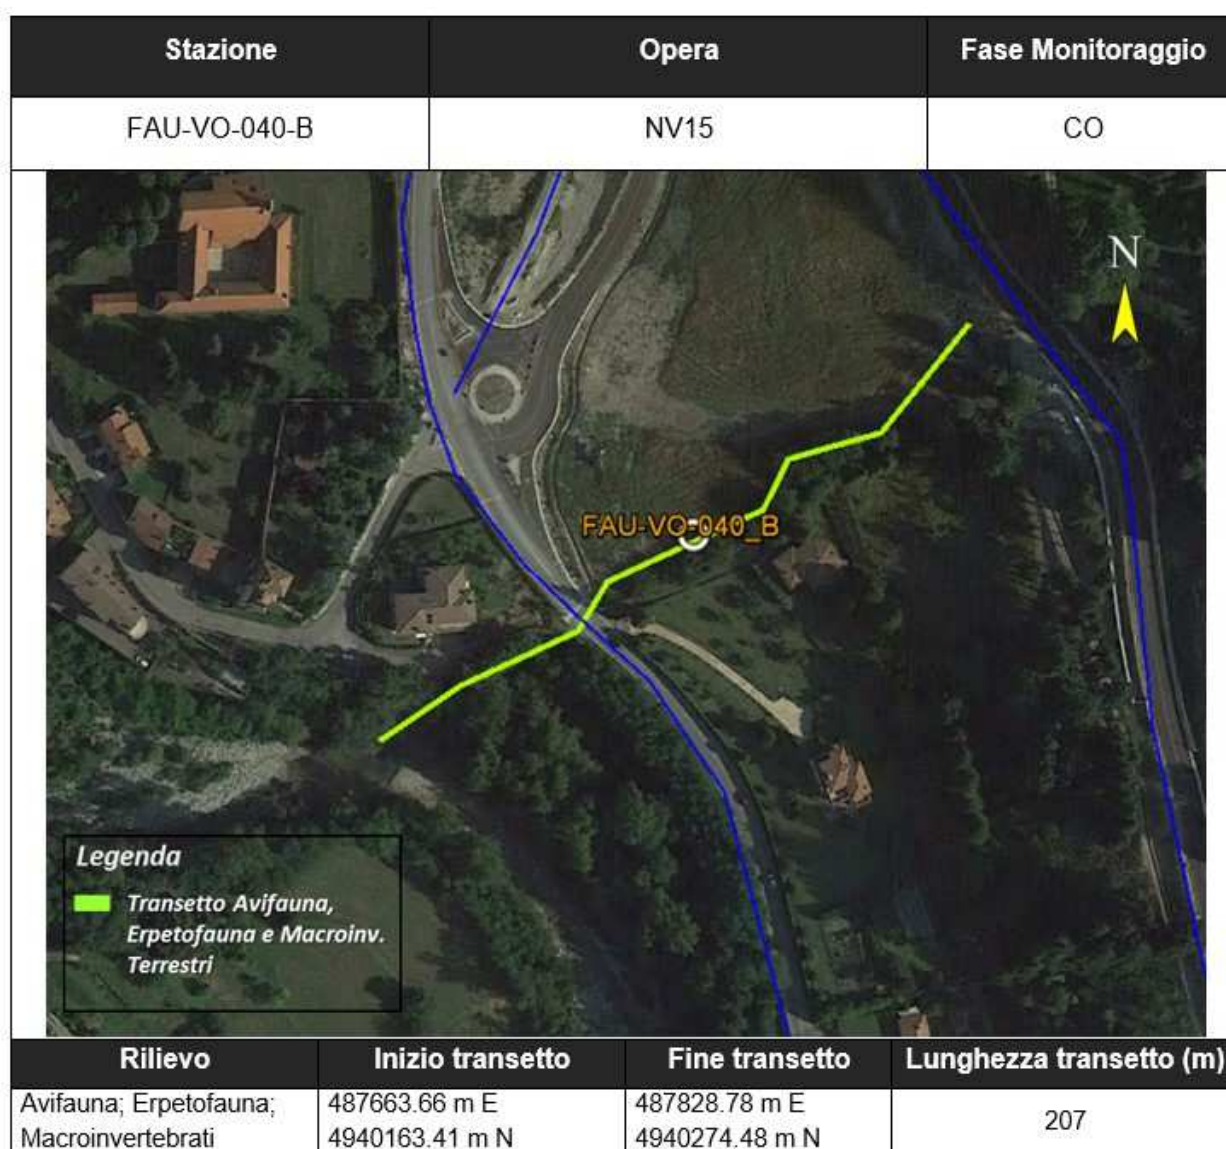 Stazione Opera Fase Monitoraggio
FAU-VO-040-B NV15 CO
N
FAU-VO-040_B
Legenda
Transetto Avifauna,
Erpetofauna e Macroinv.
Terrestri
Rilievo Inizio transetto Fine transetto Lunghezza transetto (m)
Avifauna; Erpetofauna; 487663.66 m E 487828.78 m E 207
Macroinvertebrati 4940163.41 m N 4940274.48 m N